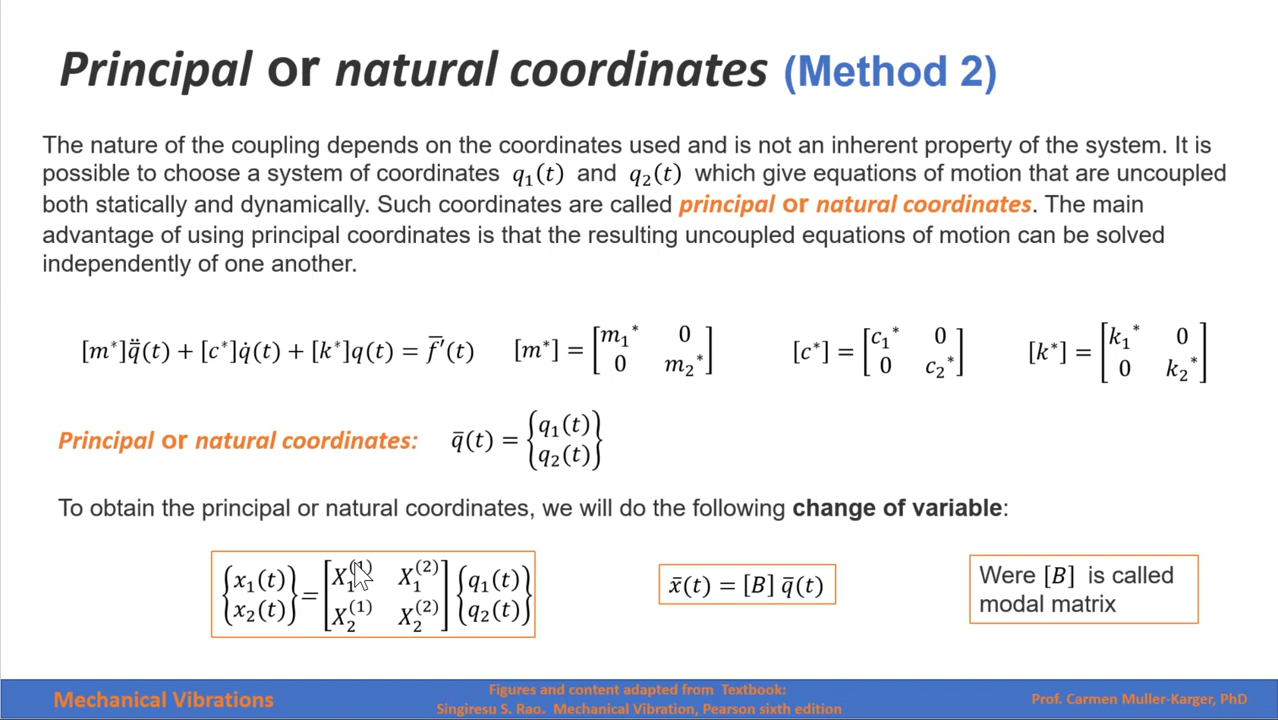 Principal or natural coordinates (Method 2)
The nature of the coupling depends on the coordinates used and is not an inherent property of the system. It is
possible to choose a system of coordinates q₁(t) and q₂(t) which give equations of motion that are uncoupled
both statically and dynamically. Such coordinates are called principal or natural coordinates. The main
advantage of using principal coordinates is that the resulting uncoupled equations of motion can be solved
independently of one another.
[m*]q̈̅(t) + [c*]q̇(t) + [k*]q(t) = f̅′(t) [m*] = [m₁* 0; 0 m₂*] [c*] = [c₁* 0; 0 c₂*] [k*] = [k₁* 0; 0 k₂*]
Principal or natural coordinates: q̅(t) = {q₁(t); q₂(t)}
To obtain the principal or natural coordinates, we will do the following change of variable:
{x₁(t); x₂(t)} = [X₁⁽¹⁾ X₁⁽²⁾; X₂⁽¹⁾ X₂⁽²⁾] {q₁(t); q₂(t)}
x̅(t) = [B] q̅(t)
Were [B] is called
modal matrix
Mechanical Vibrations
Figures and content adapted from Textbook:
Singiresu S. Rao. Mechanical Vibration, Pearson sixth edition
Prof. Carmen Muller-Karger, PhD